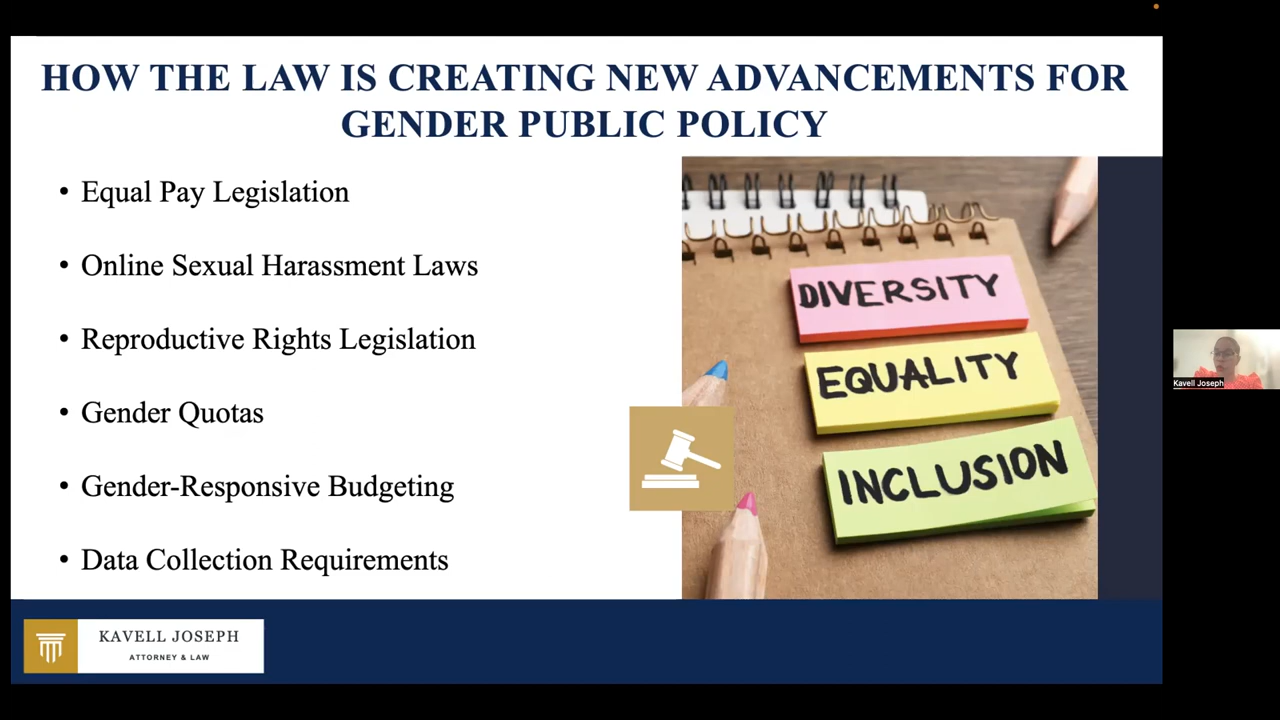 HOW THE LAW IS CREATING NEW ADVANCEMENTS FOR
GENDER PUBLIC POLICY
• Equal Pay Legislation
• Online Sexual Harassment Laws
• Reproductive Rights Legislation
• Gender Quotas
• Gender-Responsive Budgeting
• Data Collection Requirements
DIVERSITY
EQUALITY
INCLUSION
KAVELL JOSEPH
ATTORNEY & LAW
Kavell Joseph